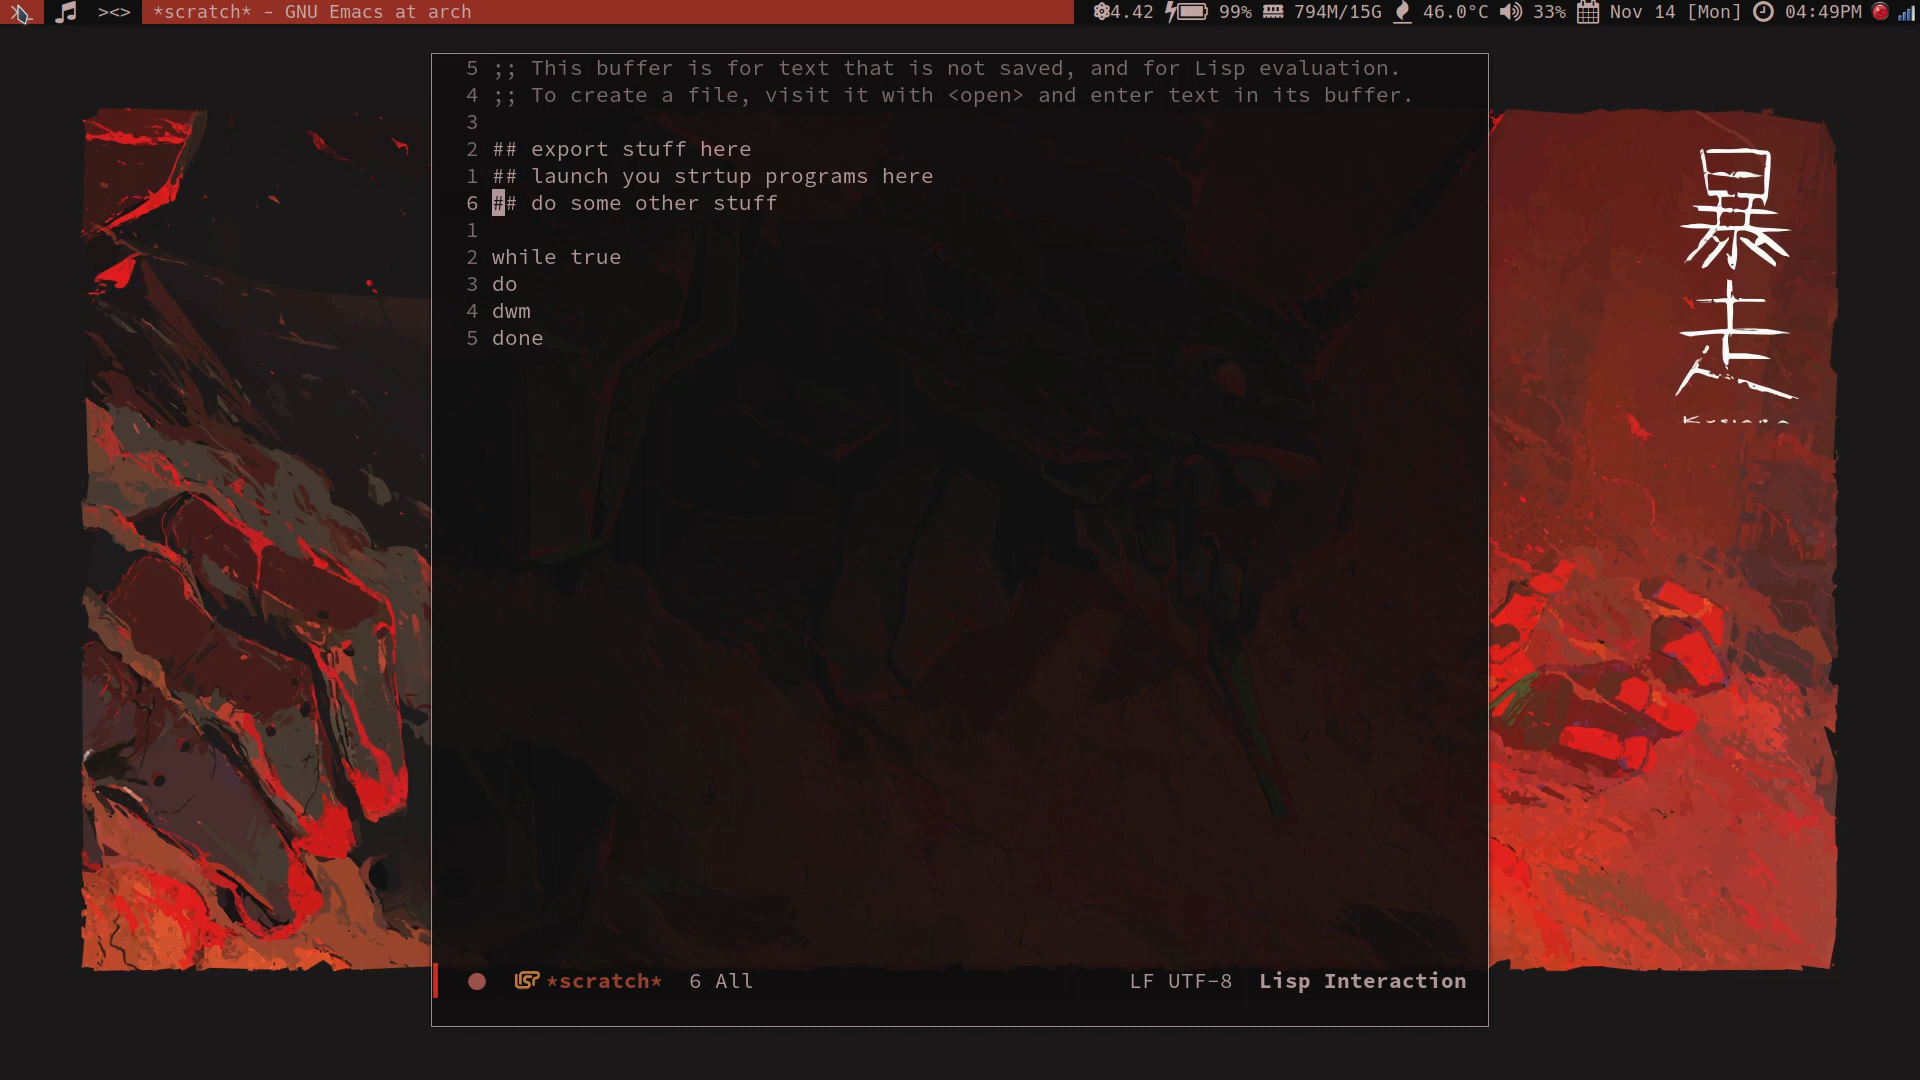 ><> *scratch* - GNU Emacs at arch 4.42 99% 794M/15G 46.0°C 33% Nov 14 [Mon] 04:49PM
5 ;; This buffer is for text that is not saved, and for Lisp evaluation.
4 ;; To create a file, visit it with <open> and enter text in its buffer.
3
2 ## export stuff here
1 ## launch you strtup programs here
6 ## do some other stuff
1
2 while true
3 do
4 dwm
5 done
暴走
*scratch* 6 All LF UTF-8 Lisp Interaction